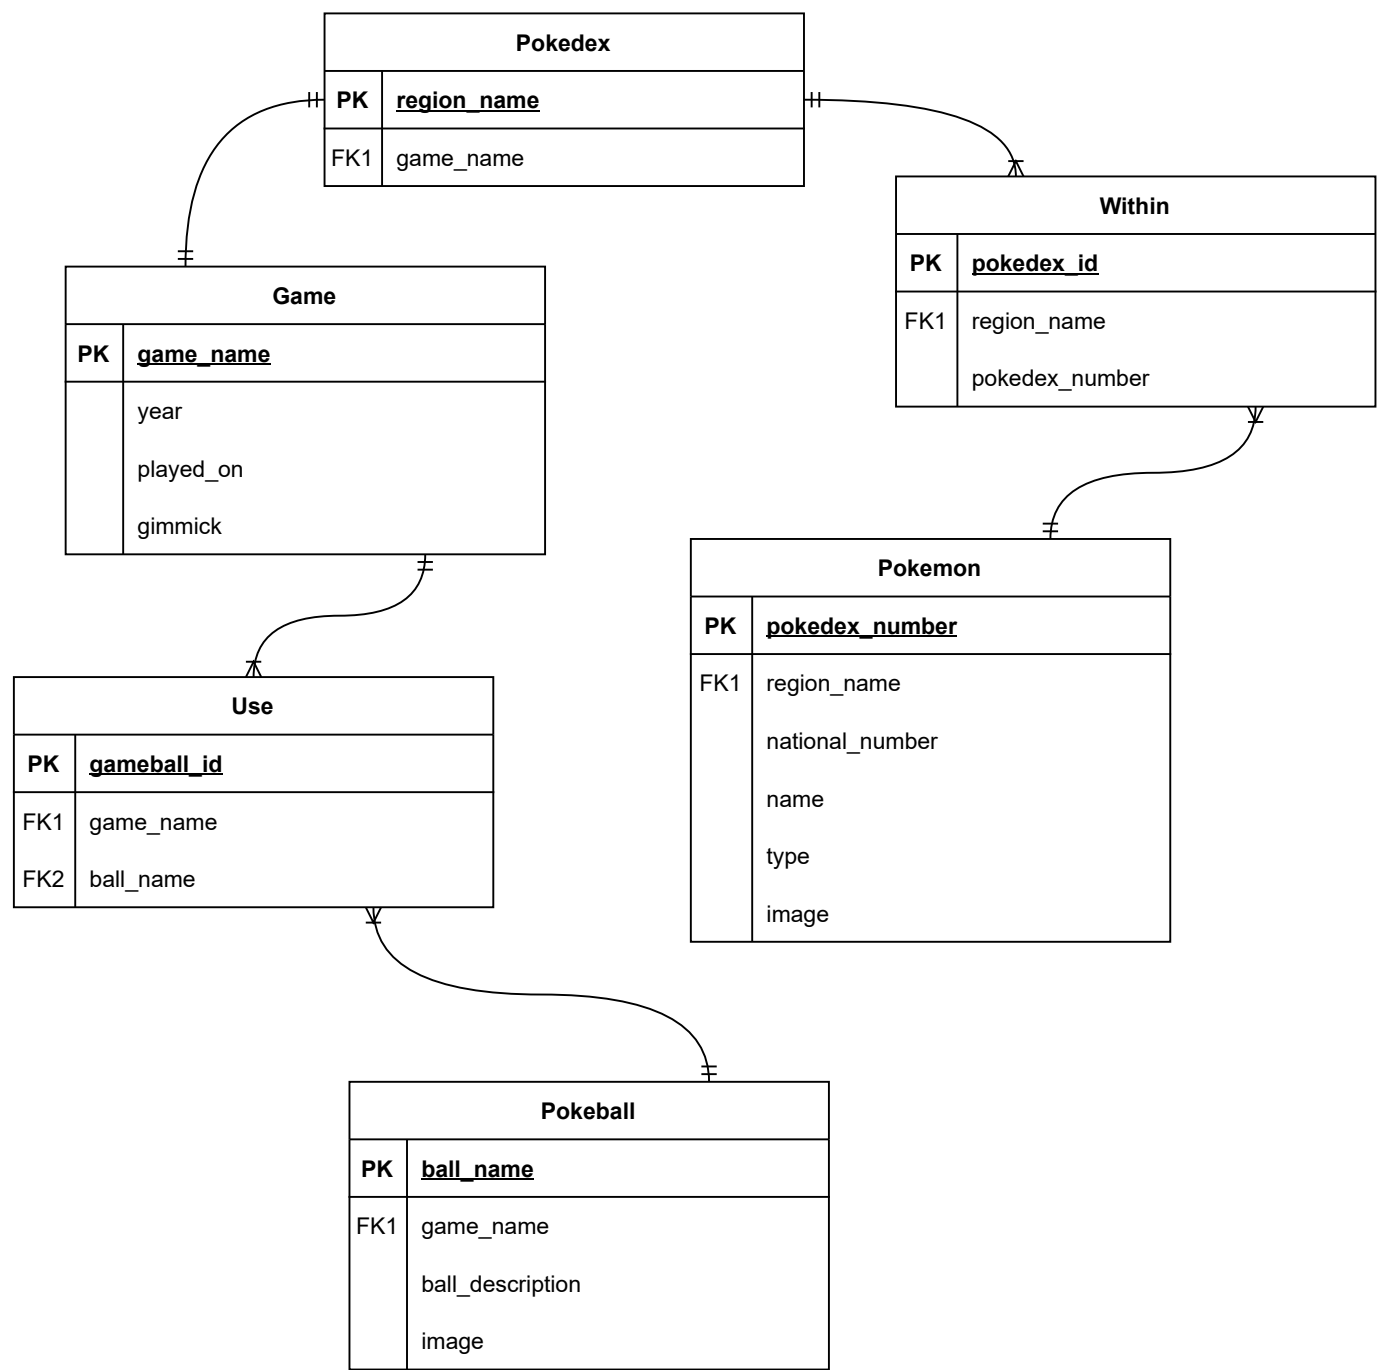 Pokedex
PK region_name
FK1 game_name
Within
PK pokedex_id
FK1 region_name
pokedex_number
Game
PK game_name
year
played_on
gimmick
Pokemon
PK pokedex_number
FK1 region_name
national_number
name
type
image
Use
PK gameball_id
FK1 game_name
FK2 ball_name
Pokeball
PK ball_name
FK1 game_name
ball_description
image